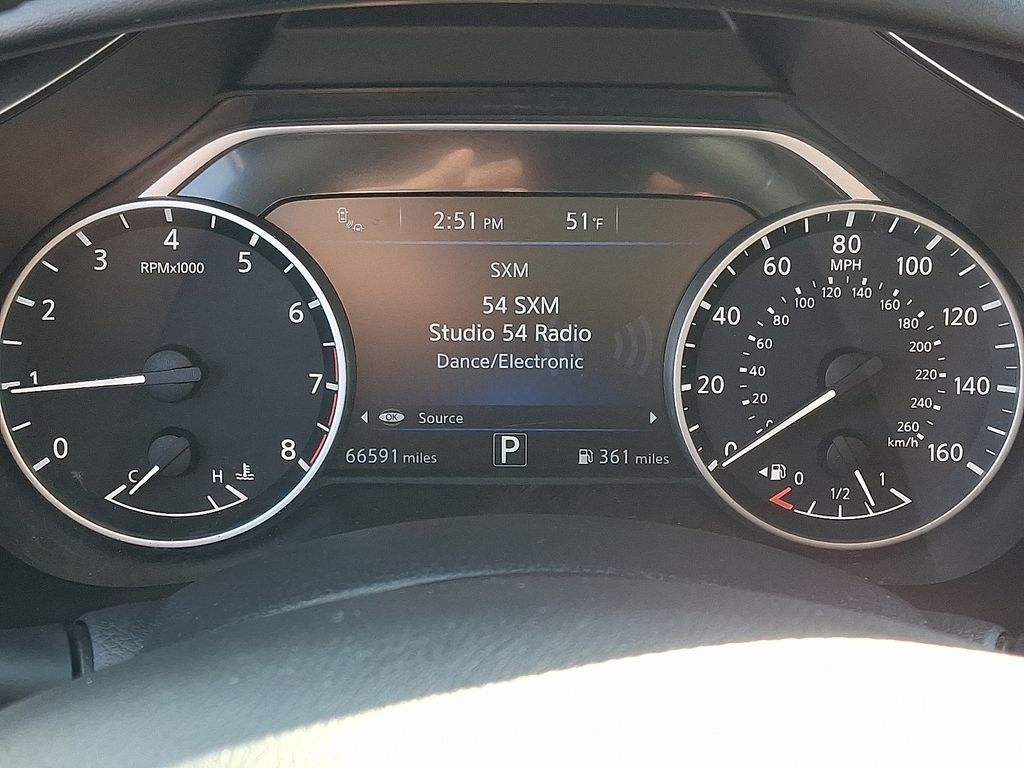 2:51 PM 51°F
SXM
54 SXM
Studio 54 Radio
Dance/Electronic
OK Source
66591 miles P 361 miles
0 1 2 3 4 5 6 7 8
RPMx1000
C H
0 20 40 60 80 100 120 140 160
MPH
0 20 40 60 80 100 120 140 160 180 200 220 240 260
km/h
0 1/2 1